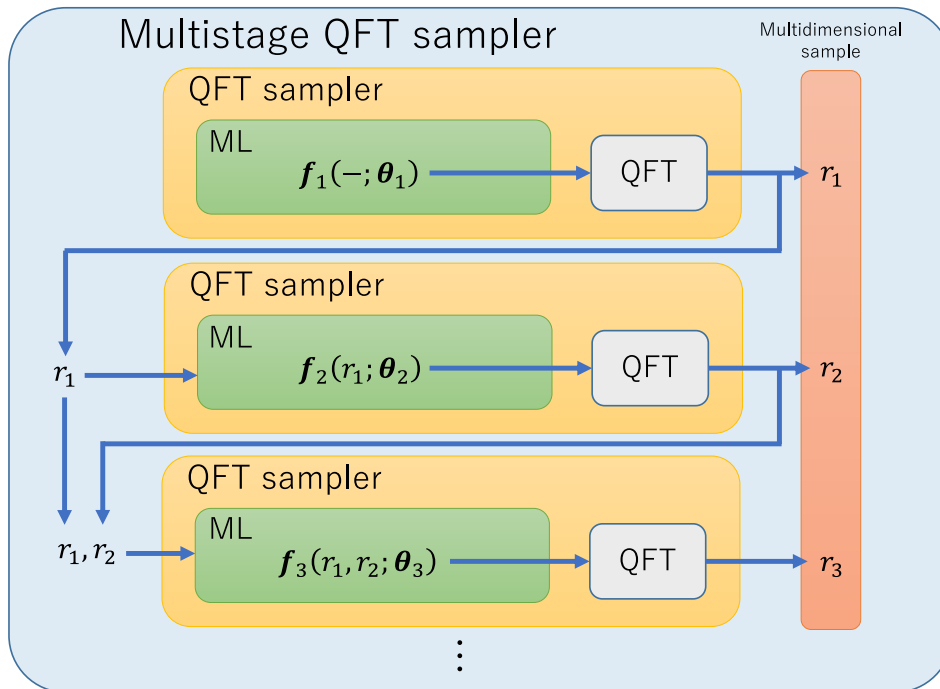 Multistage QFT sampler
Multidimensional
sample
QFT sampler
ML
𝒇₁(−; 𝜽₁)
QFT
r₁
QFT sampler
ML
r₁
𝒇₂(r₁; 𝜽₂)
QFT
r₂
QFT sampler
ML
r₁, r₂
𝒇₃(r₁, r₂; 𝜽₃)
QFT
r₃
⋮